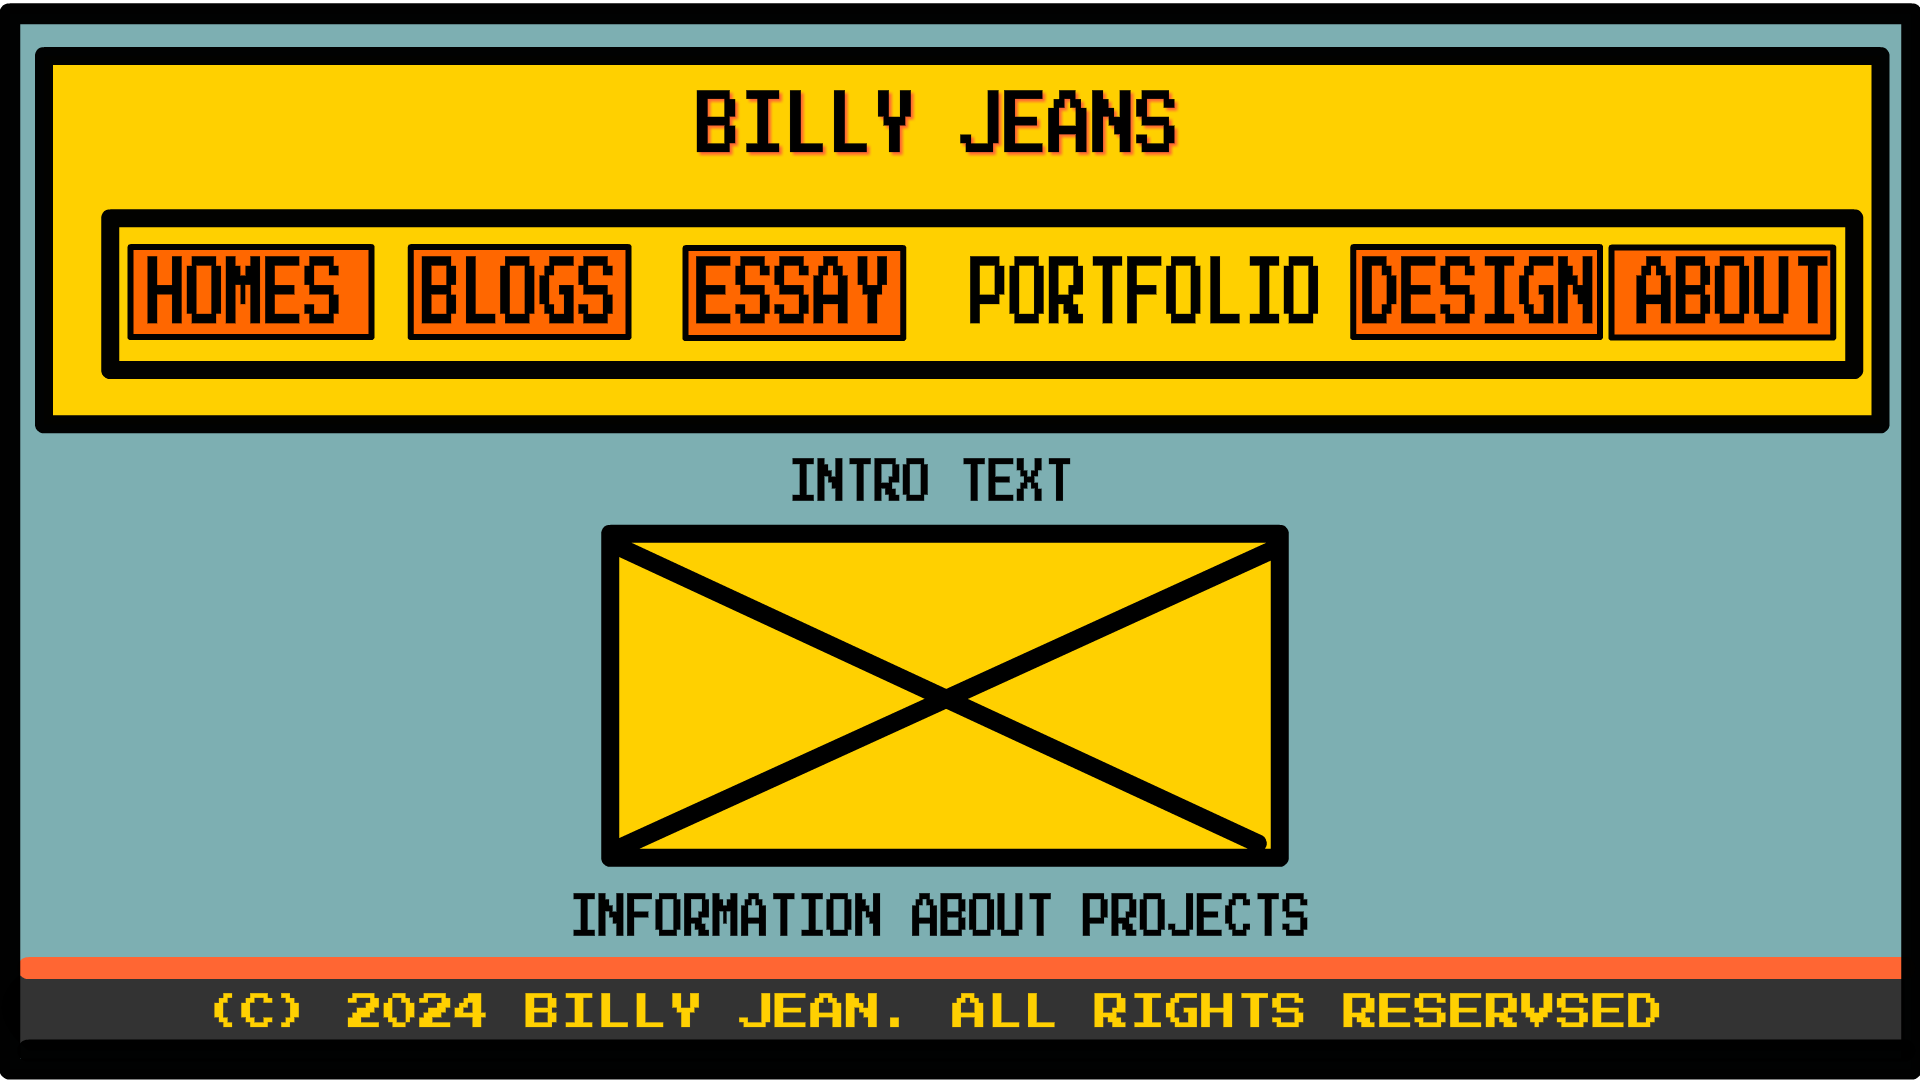 BILLY JEANS
HOMES BLOGS ESSAY PORTFOLIO DESIGN ABOUT
INTRO TEXT
INFORMATION ABOUT PROJECTS
(C) 2024 BILLY JEAN. ALL RIGHTS RESERVSED